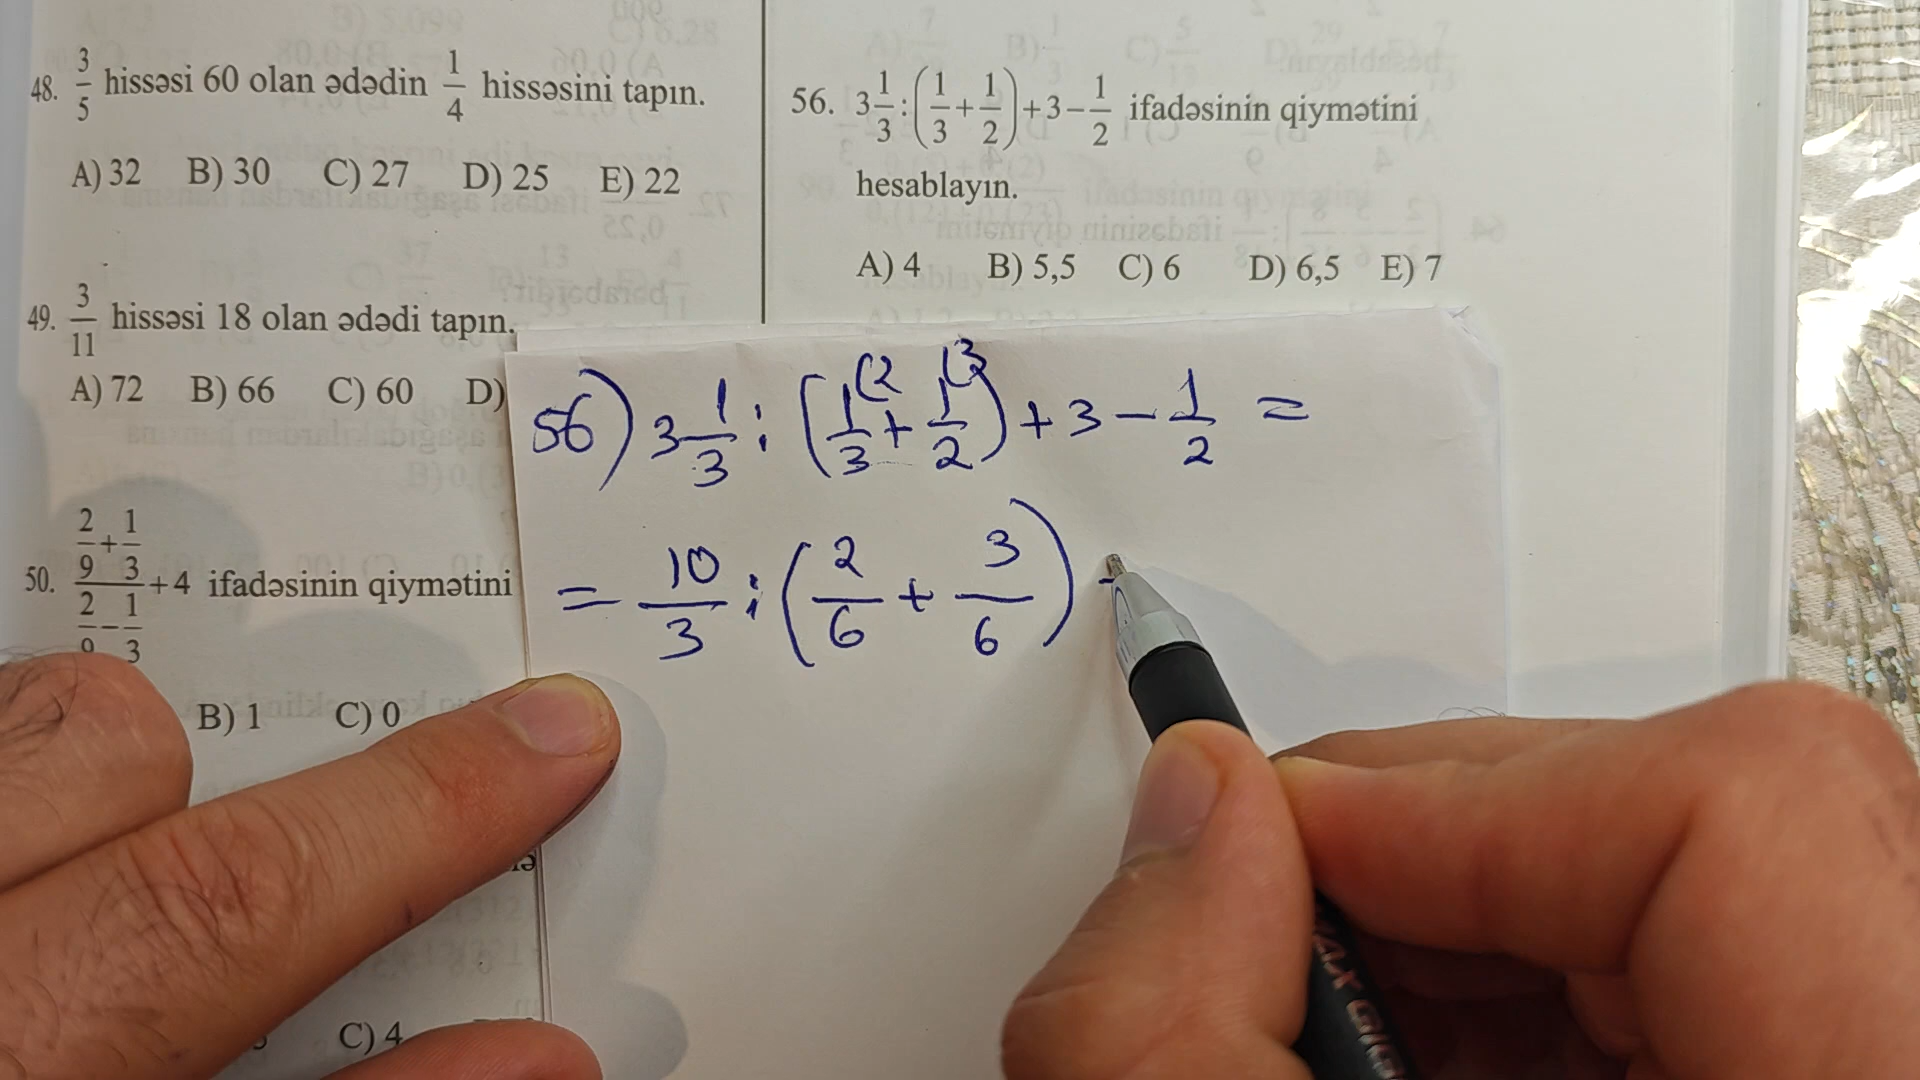 48. 3/5 hissəsi 60 olan ədədin 1/4 hissəsini tapın.
A) 32 B) 30 C) 27 D) 25 E) 22
49. 3/11 hissəsi 18 olan ədədi tapın.
A) 72 B) 66 C) 60 D)
50. (2/9 + 1/3)/(2/9 − 1/3) + 4 ifadəsinin qiymətini
B) 1 C) 0
C) 4
56. 3 1/3 : (1/3 + 1/2) + 3 − 1/2 ifadəsinin qiymətini
hesablayın.
A) 4 B) 5,5 C) 6 D) 6,5 E) 7
56) 3 1/3 : (1/3 (2 + 1/2 (3) + 3 − 1/2 =
= 10/3 : (2/6 + 3/6) -